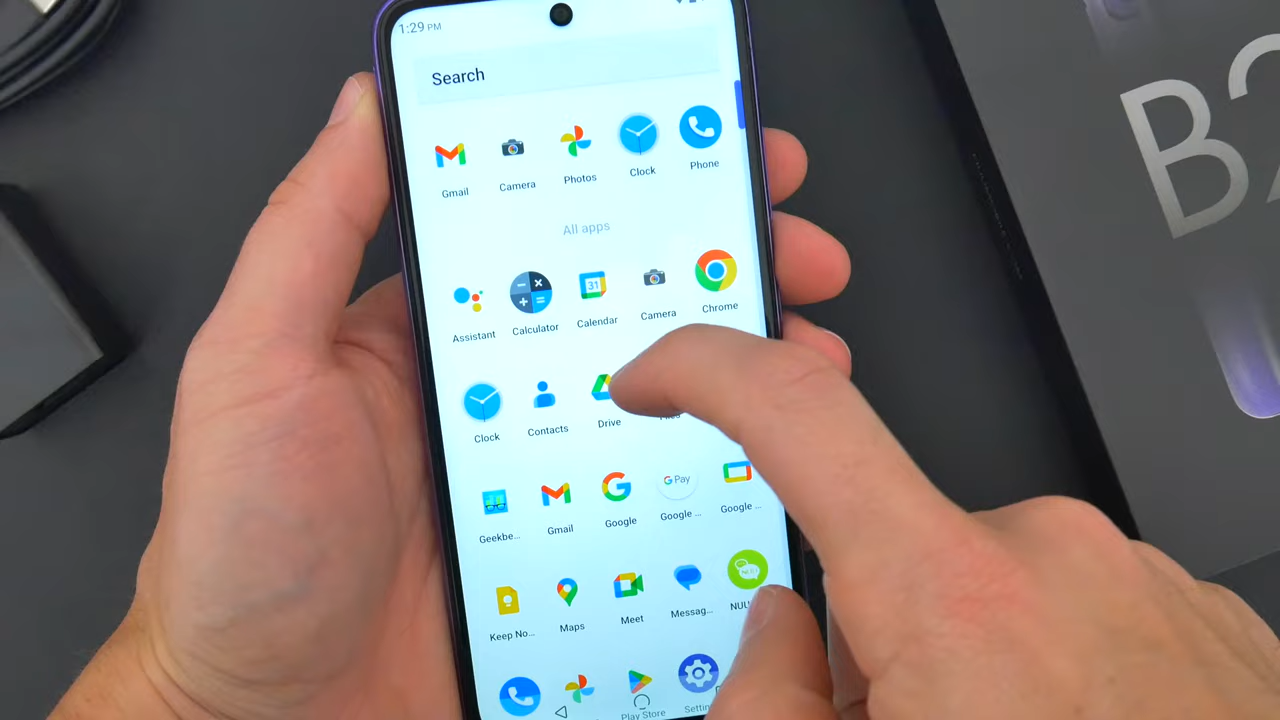 1:29 PM
Search
Gmail Camera Photos Clock Phone
All apps
31
Assistant Calculator Calendar Camera Chrome
Clock Contacts Drive
G Pay
Geekbe... Gmail Google Google ... Google ...
Keep No... Maps Meet Messag...
Play Store
B2